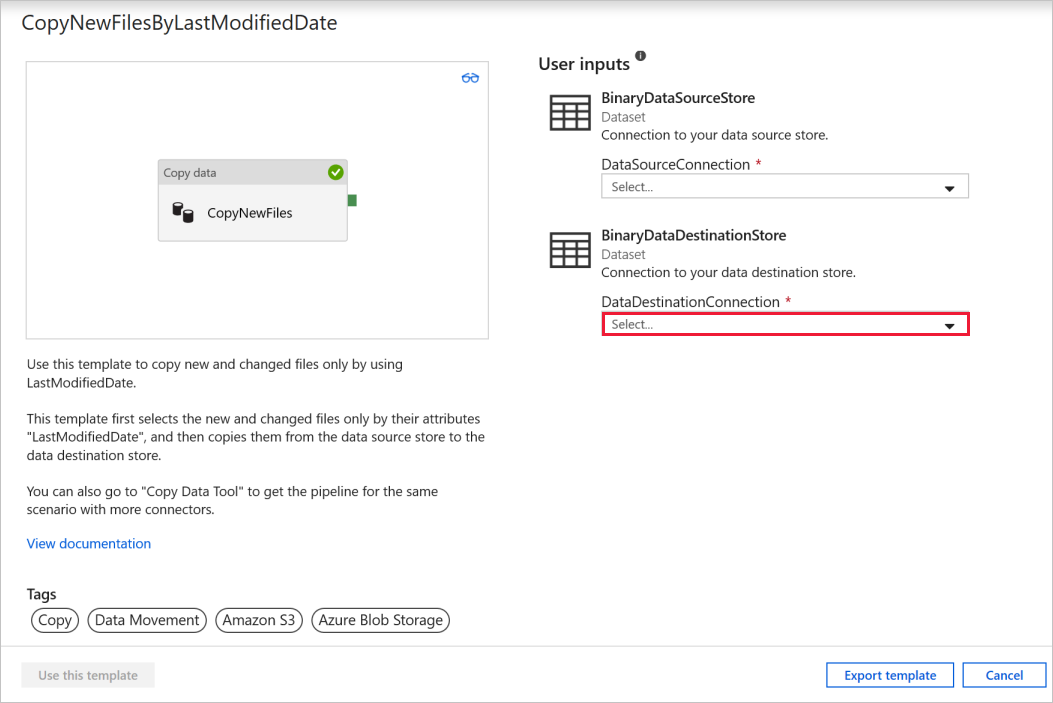 CopyNewFilesByLastModifiedDate
Copy data
CopyNewFiles
Use this template to copy new and changed files only by using
LastModifiedDate.
This template first selects the new and changed files only by their attributes
"LastModifiedDate", and then copies them from the data source store to the
data destination store.
You can also go to "Copy Data Tool" to get the pipeline for the same
scenario with more connectors.
View documentation
Tags
Copy Data Movement Amazon S3 Azure Blob Storage
User inputs
BinaryDataSourceStore
Dataset
Connection to your data source store.
DataSourceConnection *
Select...
BinaryDataDestinationStore
Dataset
Connection to your data destination store.
DataDestinationConnection *
Select...
Use this template Export template Cancel